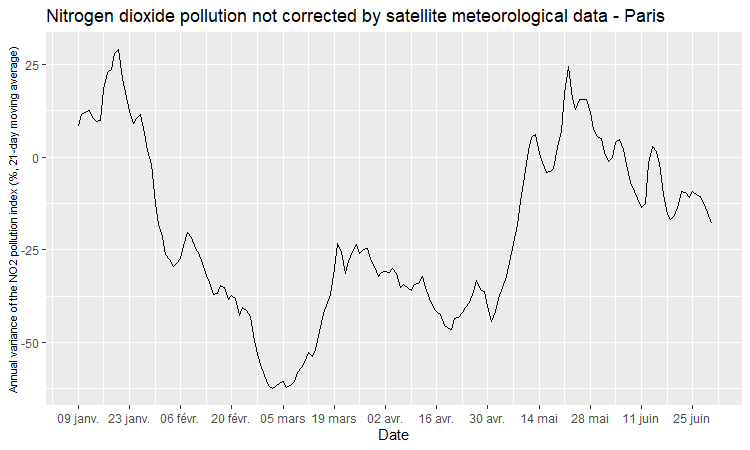 Nitrogen dioxide pollution not corrected by satellite meteorological data - Paris
Annual variance of the NO2 pollution index (%, 21-day moving average)
25
0
-25
-50
09 janv. 23 janv. 06 févr. 20 févr. 05 mars 19 mars 02 avr. 16 avr. 30 avr. 14 mai 28 mai 11 juin 25 juin
Date